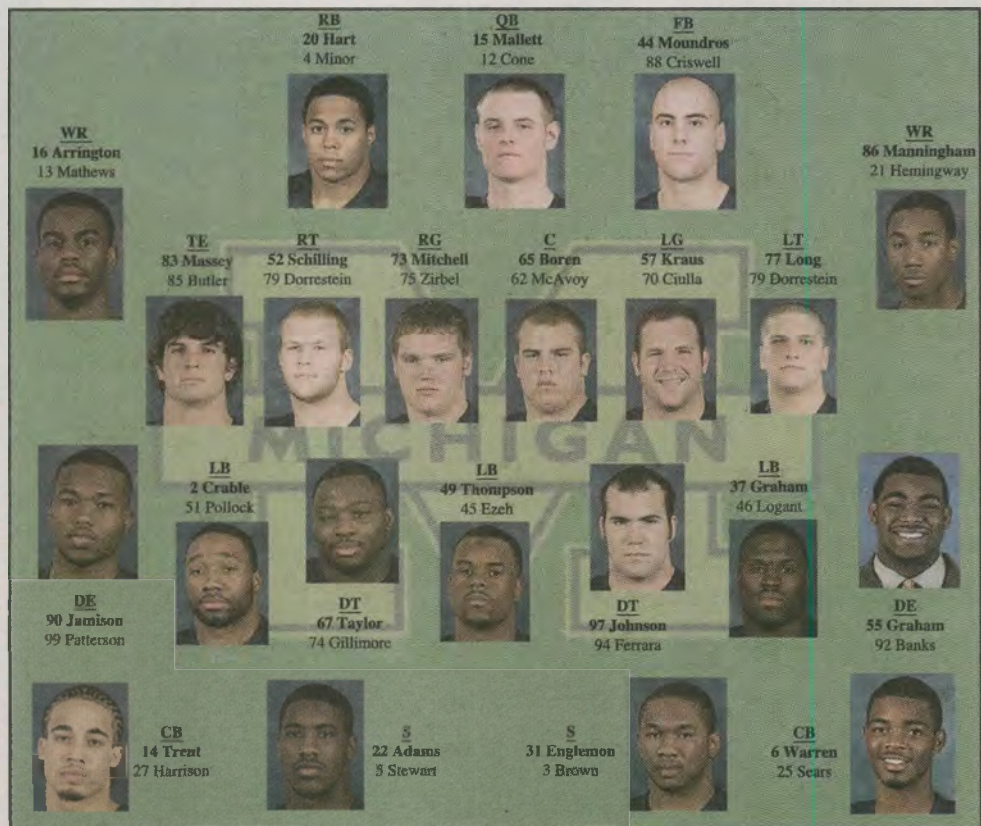 RB
20 Hart
4 Minor
QB
15 Mallett
12 Cone
FB
44 Moundros
88 Criswell
WR
16 Arrington
13 Mathews
WR
86 Manningham
21 Hemingway
TE
83 Massey
85 Butler
RT
52 Schilling
79 Dorrestein
RG
73 Mitchell
75 Zirbel
C
65 Boren
62 McAvoy
LG
57 Kraus
70 Ciulla
LT
77 Long
79 Dorrestein
MICHIGAN
LB
2 Crable
51 Pollock
LB
49 Thompson
45 Ezeh
LB
37 Graham
46 Logant
DE
90 Jamison
99 Patterson
DT
67 Taylor
74 Gillimore
DT
97 Johnson
94 Ferrara
DE
55 Graham
92 Banks
CB
14 Trent
27 Harrison
S
22 Adams
5 Stewart
S
31 Englemon
3 Brown
CB
6 Warren
25 Sears